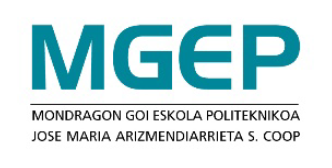 MGEP
MONDRAGON GOI ESKOLA POLITEKNIKOA
JOSE MARIA ARIZMENDIARRIETA S. COOP